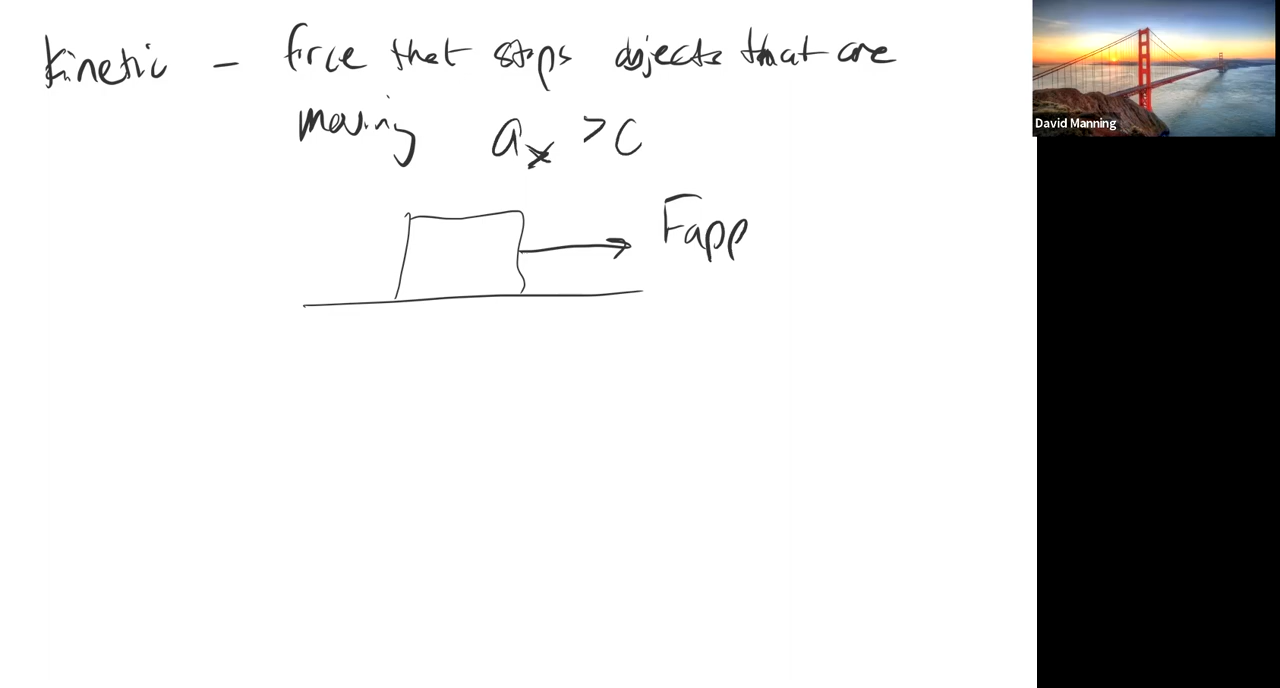 Kinetic - force that stops objects that are
moving aₓ > 0
Fapp
David Manning